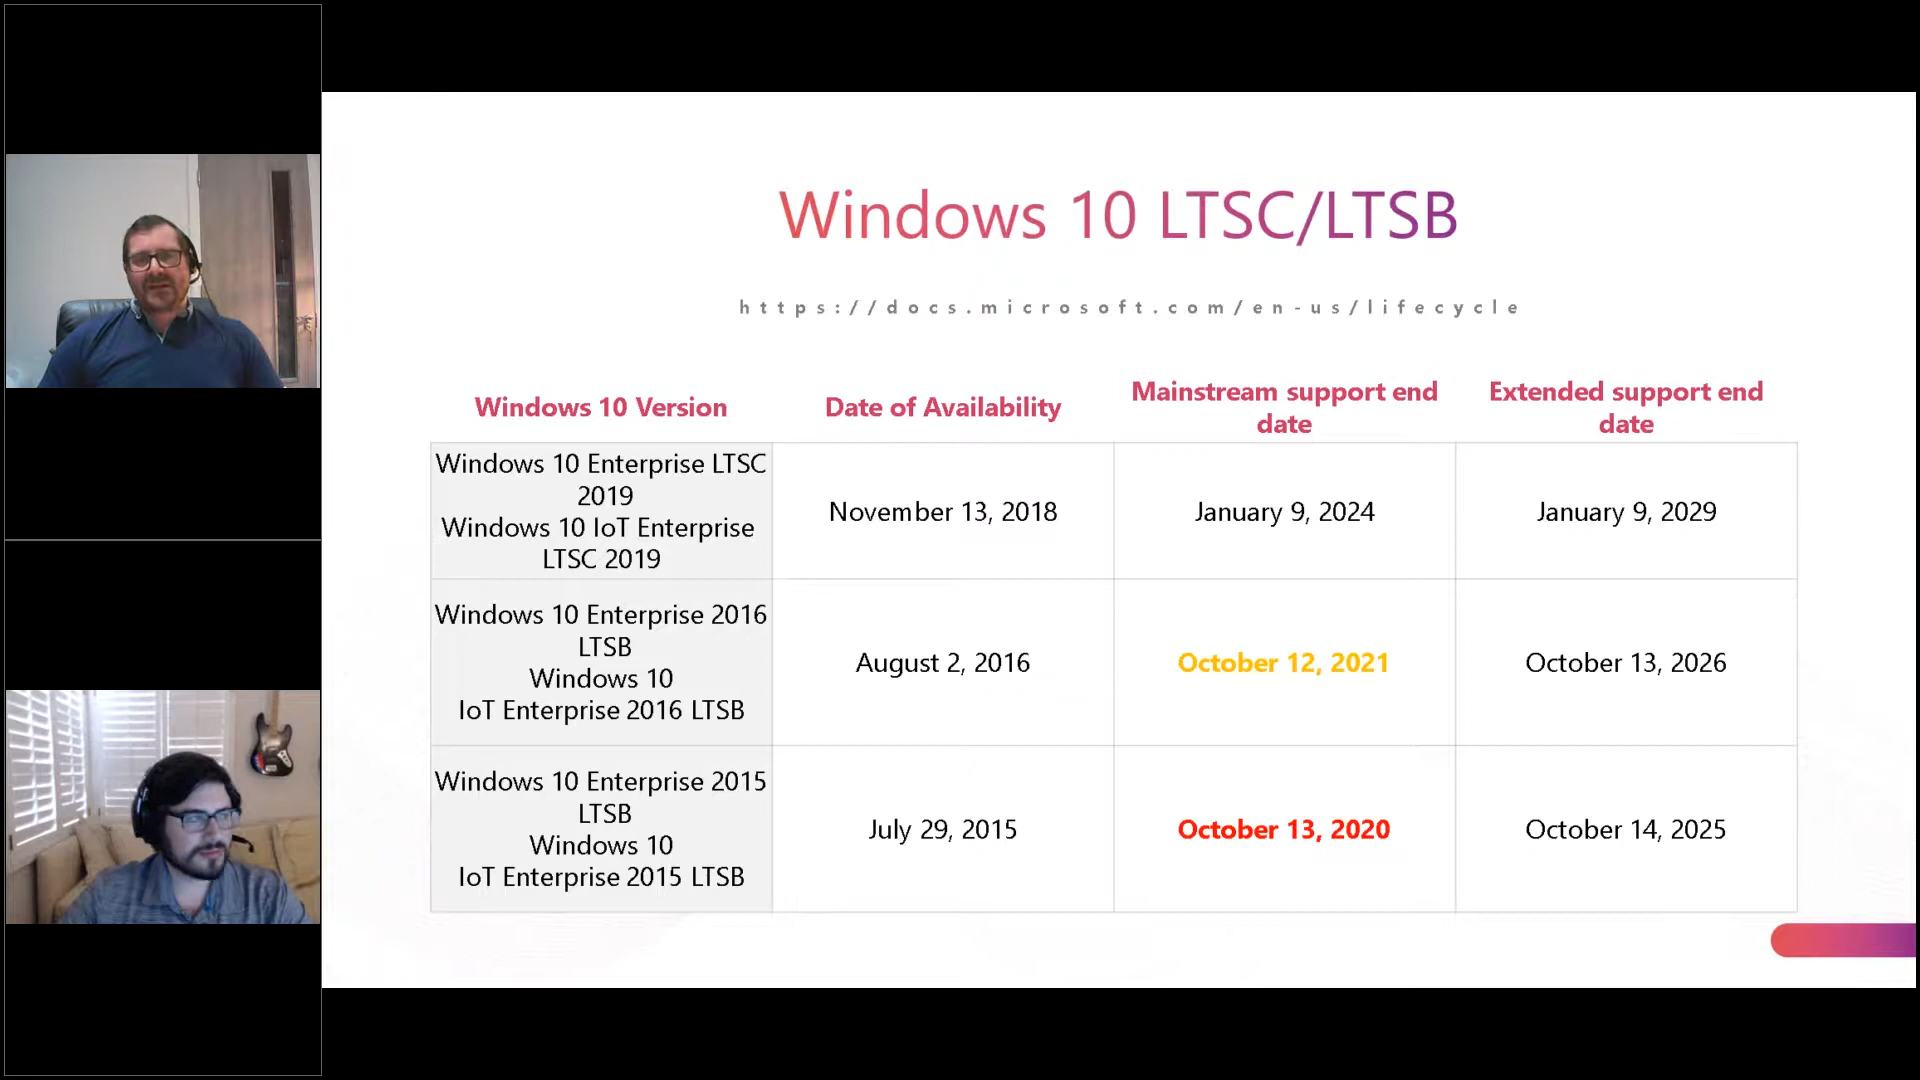 Windows 10 LTSC/LTSB
https://docs.microsoft.com/en-us/lifecycle
Windows 10 Version
Date of Availability
Mainstream support end
date
Extended support end
date
Windows 10 Enterprise LTSC
2019
Windows 10 IoT Enterprise
LTSC 2019
November 13, 2018
January 9, 2024
January 9, 2029
Windows 10 Enterprise 2016
LTSB
Windows 10
IoT Enterprise 2016 LTSB
August 2, 2016
October 12, 2021
October 13, 2026
Windows 10 Enterprise 2015
LTSB
Windows 10
IoT Enterprise 2015 LTSB
July 29, 2015
October 13, 2020
October 14, 2025